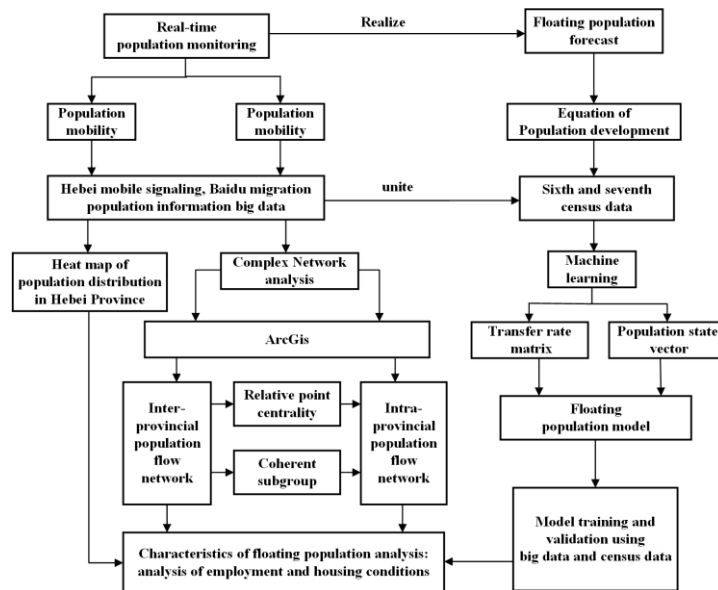 Real-time
population monitoring
Realize
Floating population
forecast
Population
mobility
Population
mobility
Equation of
Population development
Hebei mobile signaling, Baidu migration
population information big data
unite
Sixth and seventh
census data
Heat map of
population distribution
in Hebei Province
Complex Network
analysis
Machine
learning
ArcGis
Transfer rate
matrix
Population state
vector
Inter-
provincial
population
flow
network
Relative point
centrality
Coherent
subgroup
Intra-
provincial
population
flow
network
Floating
population model
Characteristics of floating population analysis:
analysis of employment and housing conditions
Model training and
validation using
big data and census data